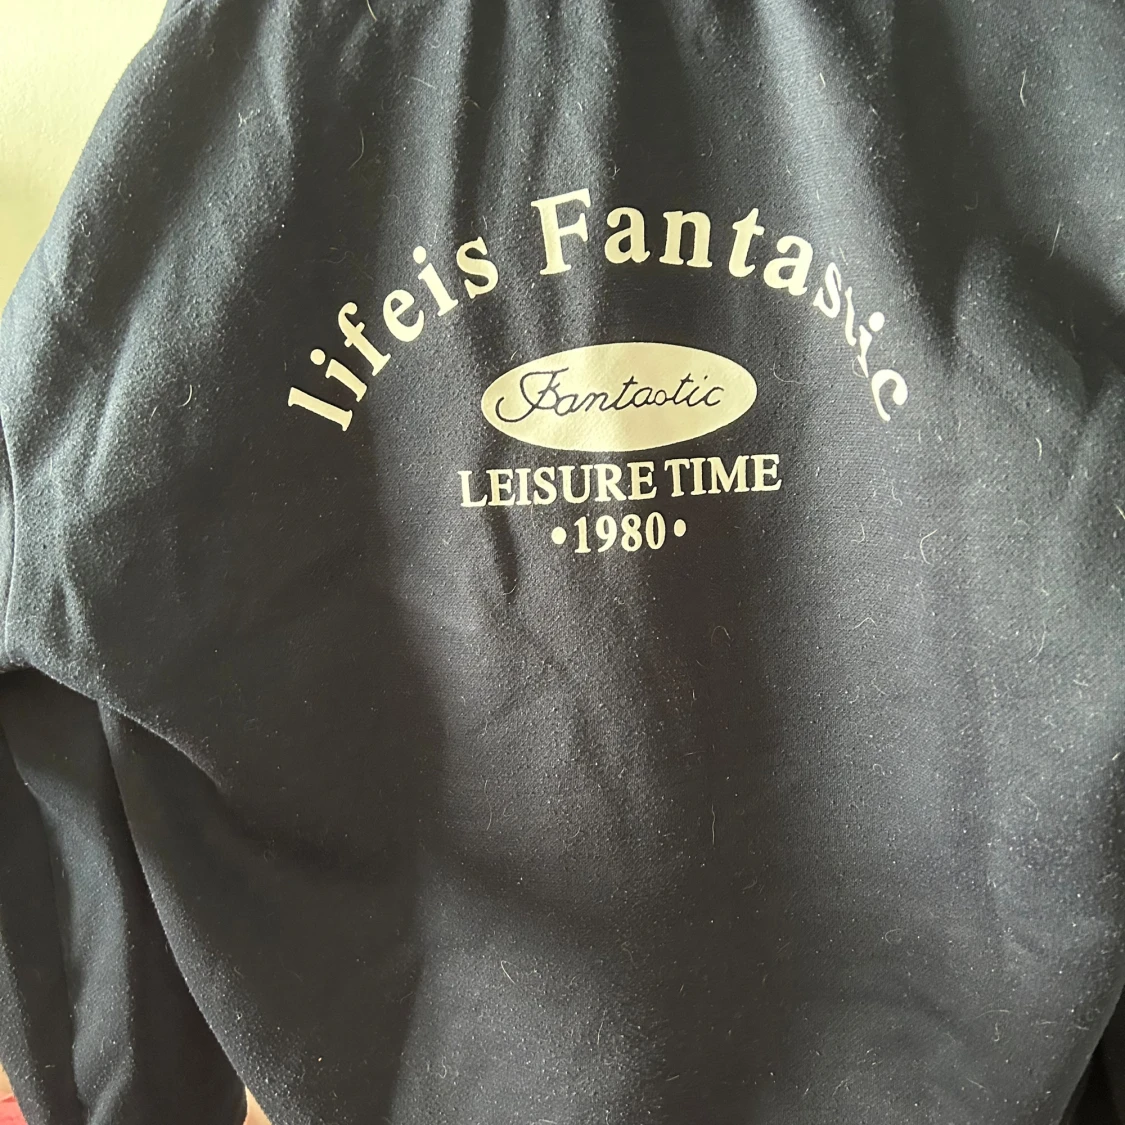 lifeis Fantastic
Fantastic
LEISURE TIME
•1980•